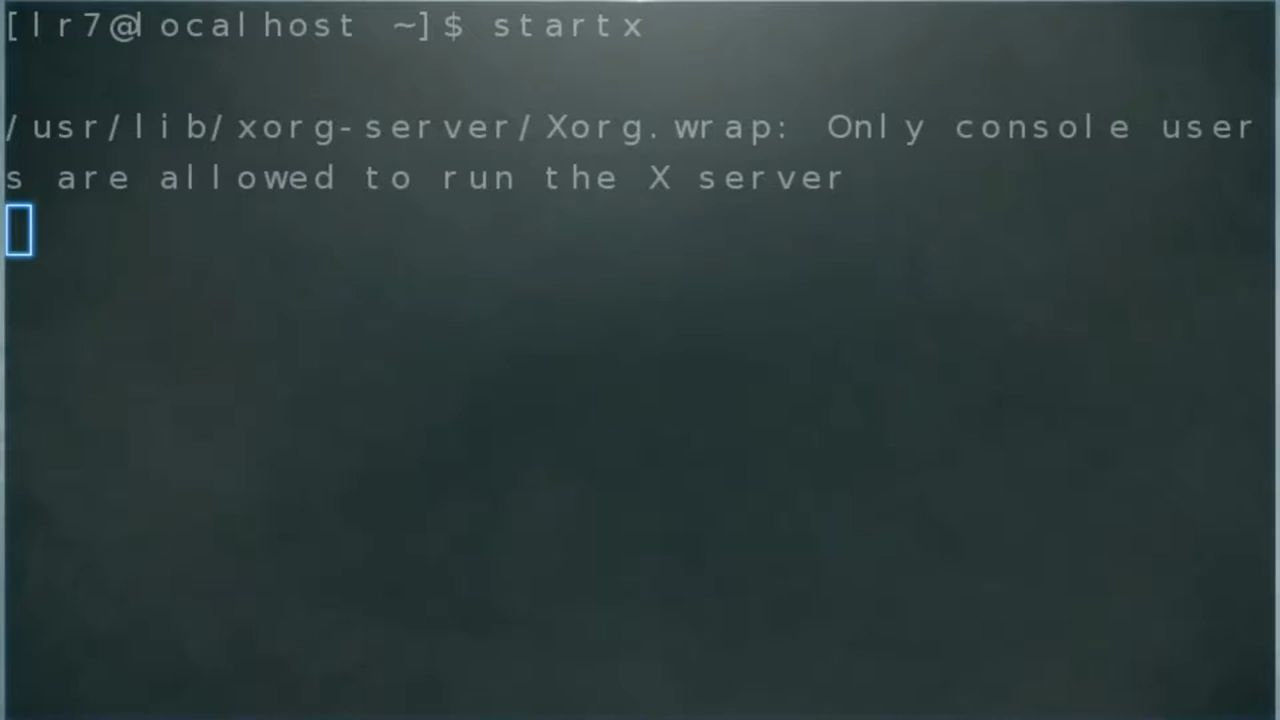 [lr7@localhost ~]$ startx
/usr/lib/xorg-server/Xorg.wrap: Only console user
s are allowed to run the X server